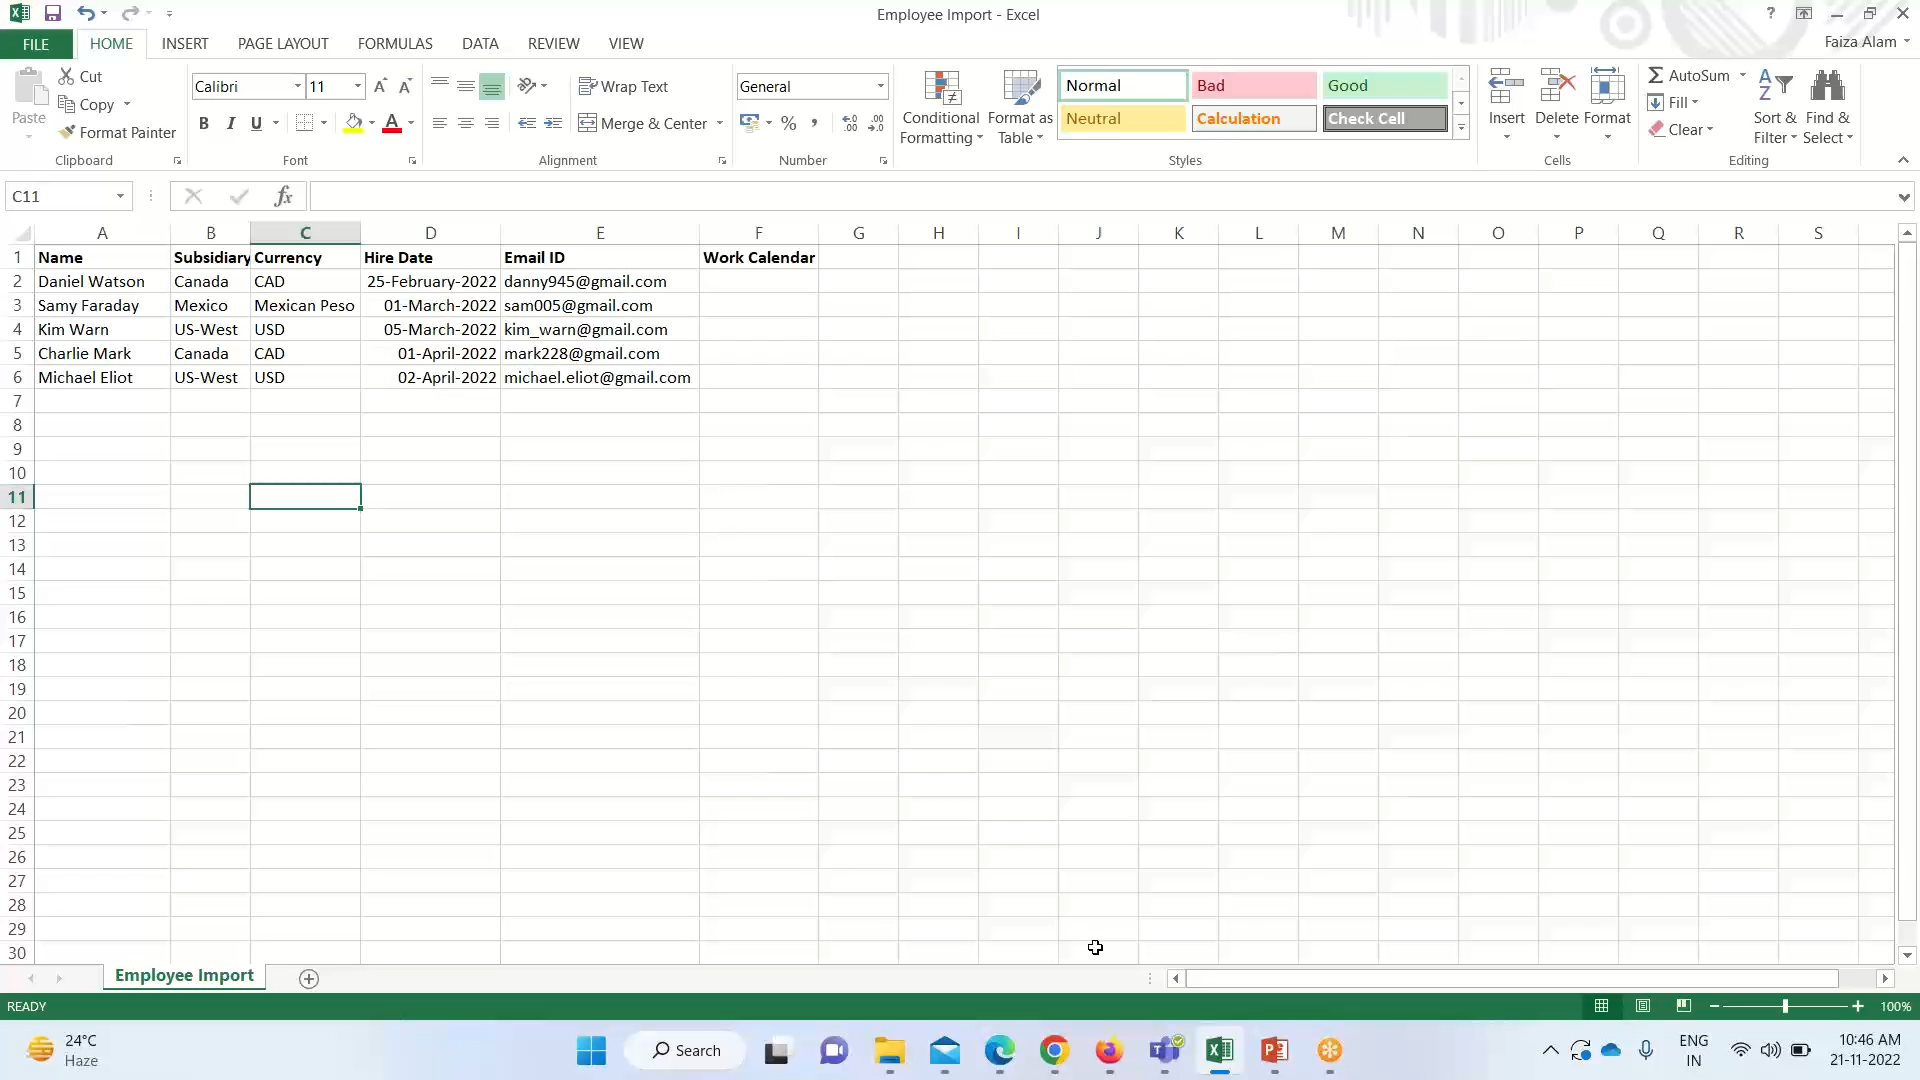 Employee Import - Excel
?
FILE HOME INSERT PAGE LAYOUT FORMULAS DATA REVIEW VIEW
Faiza Alam
Paste
Cut
Copy
Format Painter
Clipboard
Calibri 11
B I U
Font
Wrap Text
Merge & Center
Alignment
General
%
Number
Conditional Formatting
Format as Table
Normal Bad Good
Neutral Calculation Check Cell
Styles
Insert Delete Format
Cells
AutoSum
Fill
Clear
Sort & Filter
Find & Select
Editing
C11
fx
A B C D E F G H I J K L M N O P Q R S
1 Name Subsidiary Currency Hire Date Email ID Work Calendar
2 Daniel Watson Canada CAD 25-February-2022 danny945@gmail.com
3 Samy Faraday Mexico Mexican Peso 01-March-2022 sam005@gmail.com
4 Kim Warn US-West USD 05-March-2022 kim_warn@gmail.com
5 Charlie Mark Canada CAD 01-April-2022 mark228@gmail.com
6 Michael Eliot US-West USD 02-April-2022 michael.eliot@gmail.com
7
8
9
10
11
12
13
14
15
16
17
18
19
20
21
22
23
24
25
26
27
28
29
30
Employee Import
READY
100%
24°C
Haze
Search
ENG
IN
10:46 AM
21-11-2022